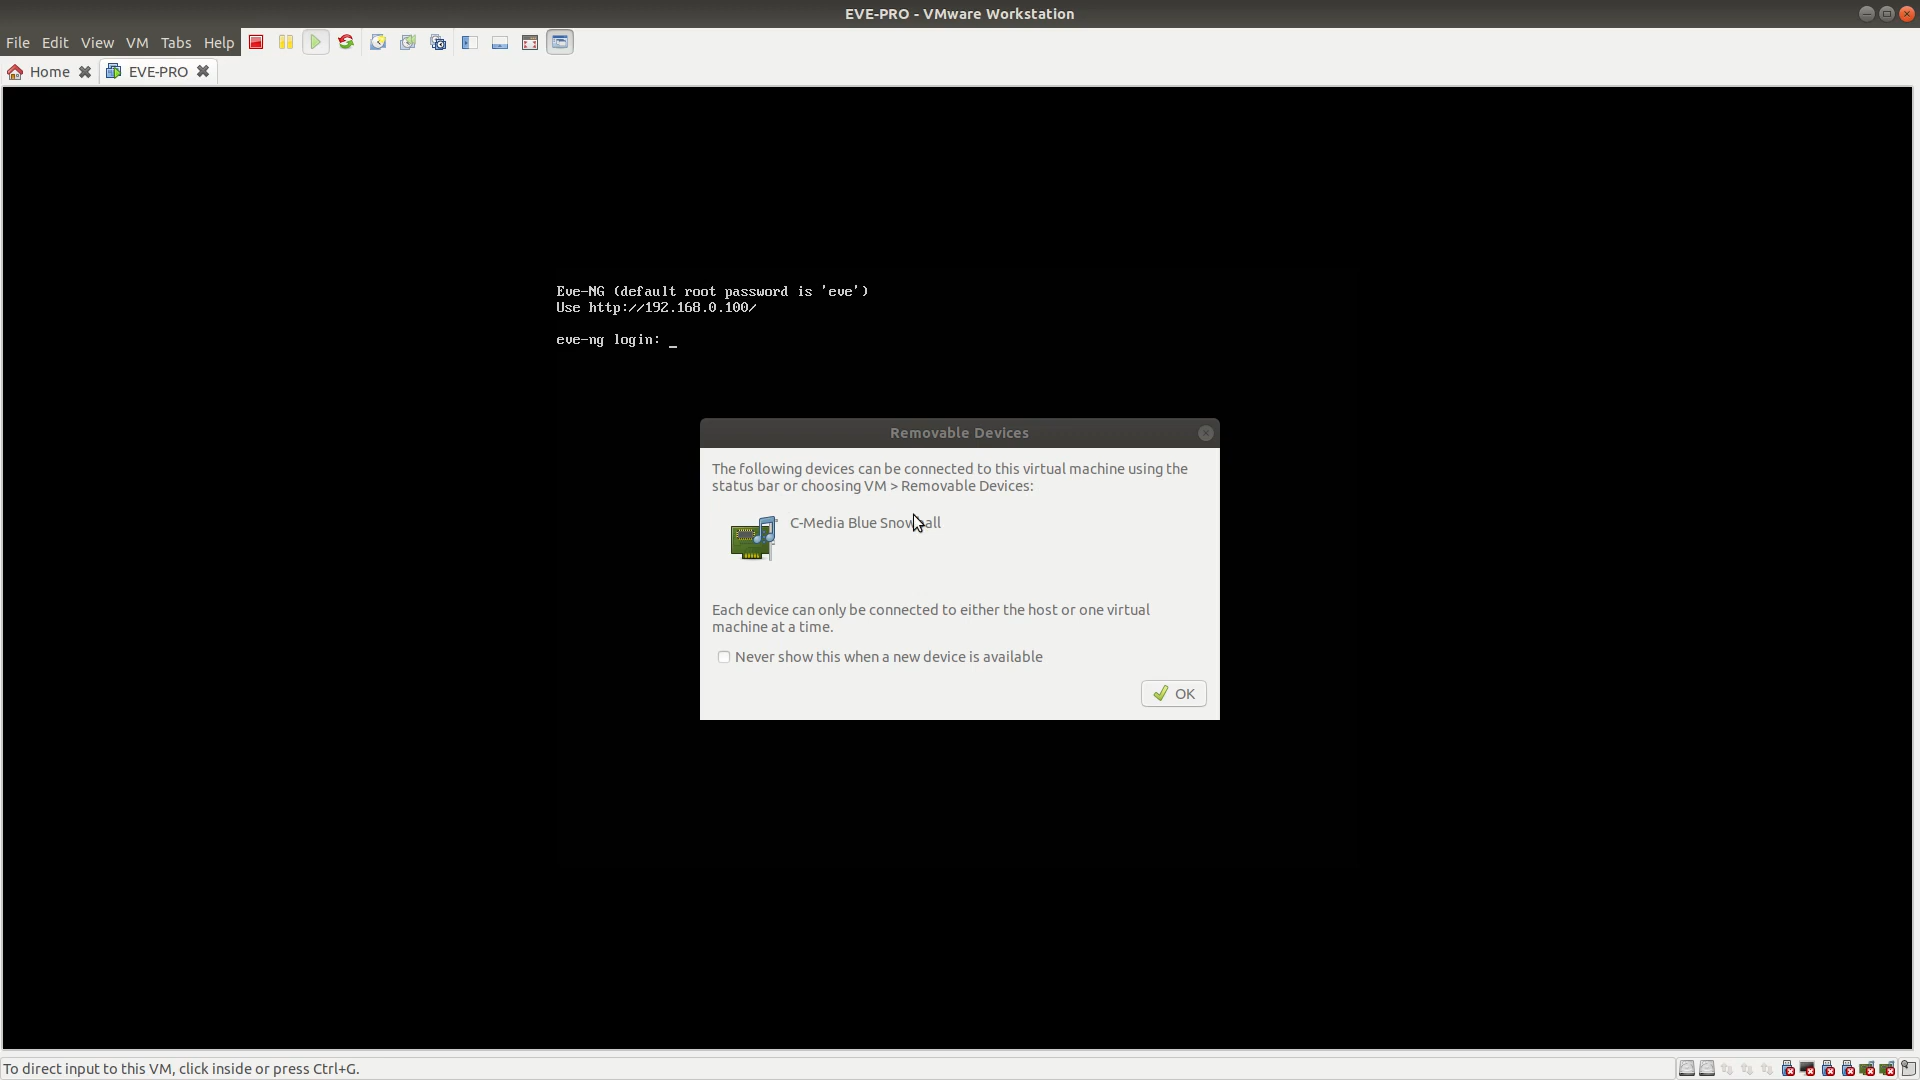 EVE-PRO - VMware Workstation
File Edit View VM Tabs Help
Home EVE-PRO
Eve-NG (default root password is 'eve')
Use http://192.168.0.100/
eve-ng login: _
Removable Devices
The following devices can be connected to this virtual machine using the
status bar or choosing VM > Removable Devices:
C-Media Blue Snowball
Each device can only be connected to either the host or one virtual
machine at a time.
Never show this when a new device is available
OK
To direct input to this VM, click inside or press Ctrl+G.